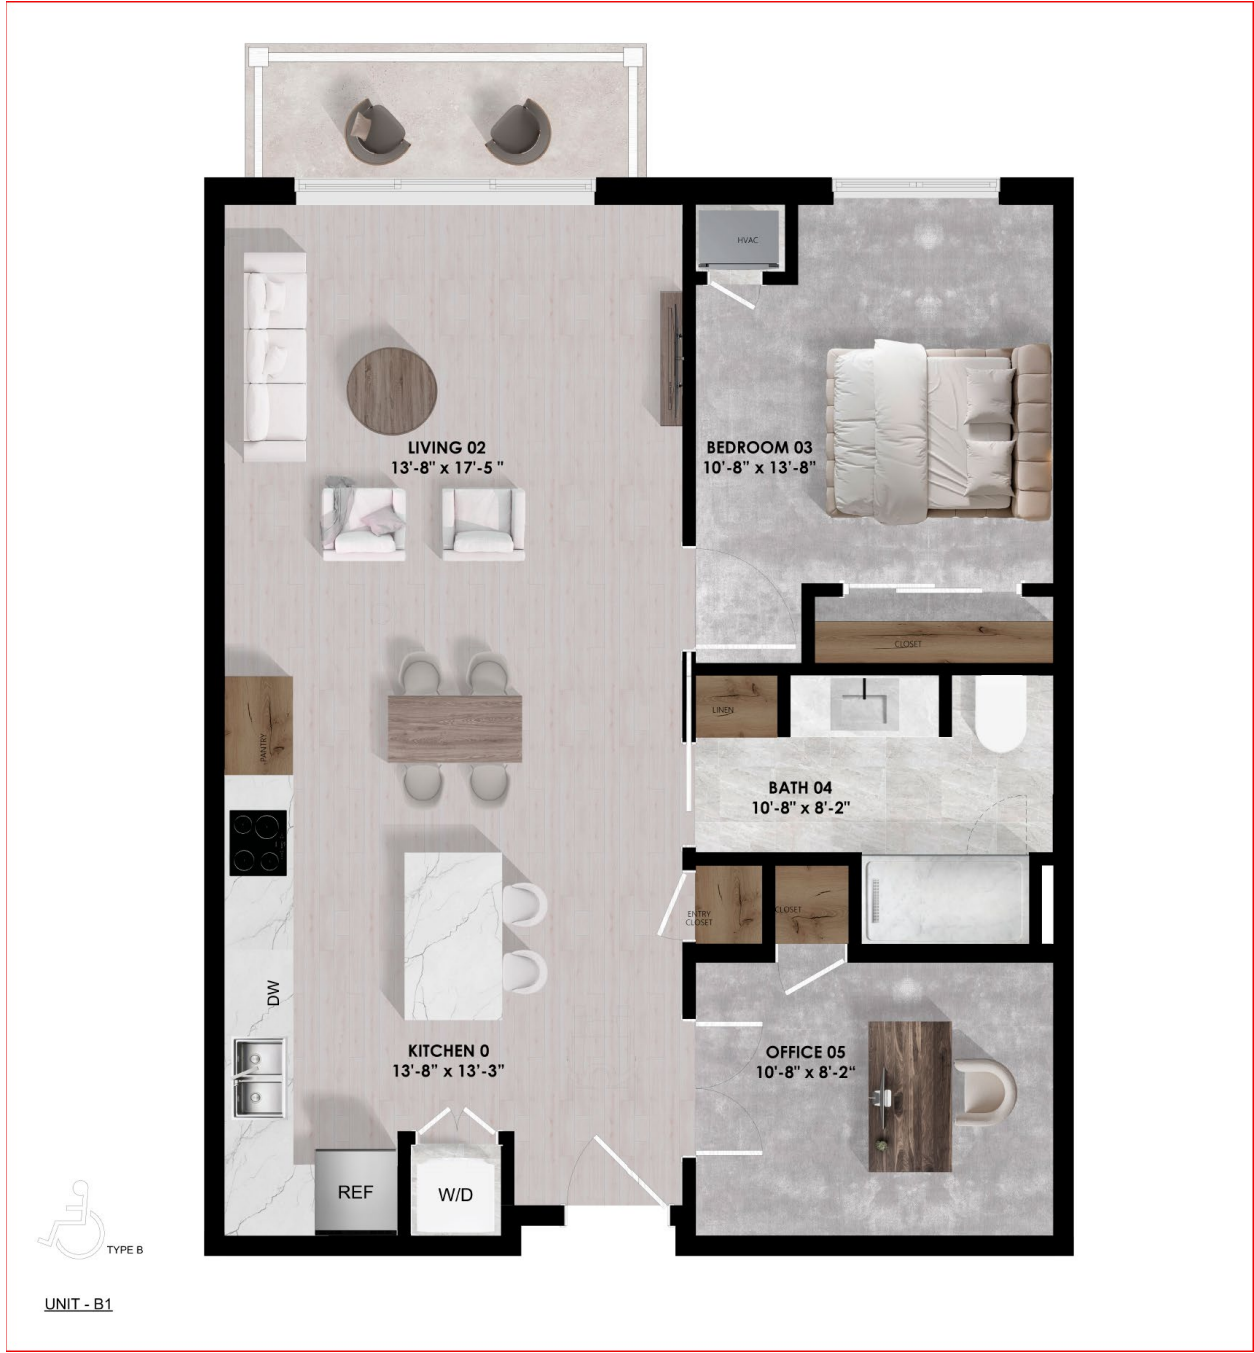 HVAC
LIVING 02
13'-8" x 17'-5 "
BEDROOM 03
10'-8" x 13'-8"
CLOSET
PANTRY
LINEN
BATH 04
10'-8" x 8'-2"
ENTRY
CLOSET
CLOSET
DW
KITCHEN 0
13'-8" x 13'-3"
OFFICE 05
10'-8" x 8'-2"
REF
W/D
TYPE B
UNIT - B1